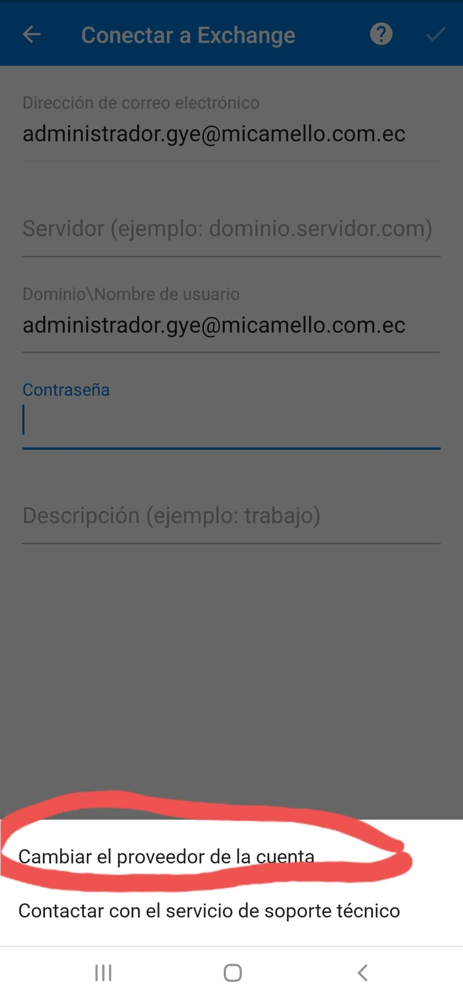 Conectar a Exchange
?
Dirección de correo electrónico
administrador.gye@micamello.com.ec
Servidor (ejemplo: dominio.servidor.com)
Dominio\Nombre de usuario
administrador.gye@micamello.com.ec
Contraseña
Descripción (ejemplo: trabajo)
Cambiar el proveedor de la cuenta
Contactar con el servicio de soporte técnico